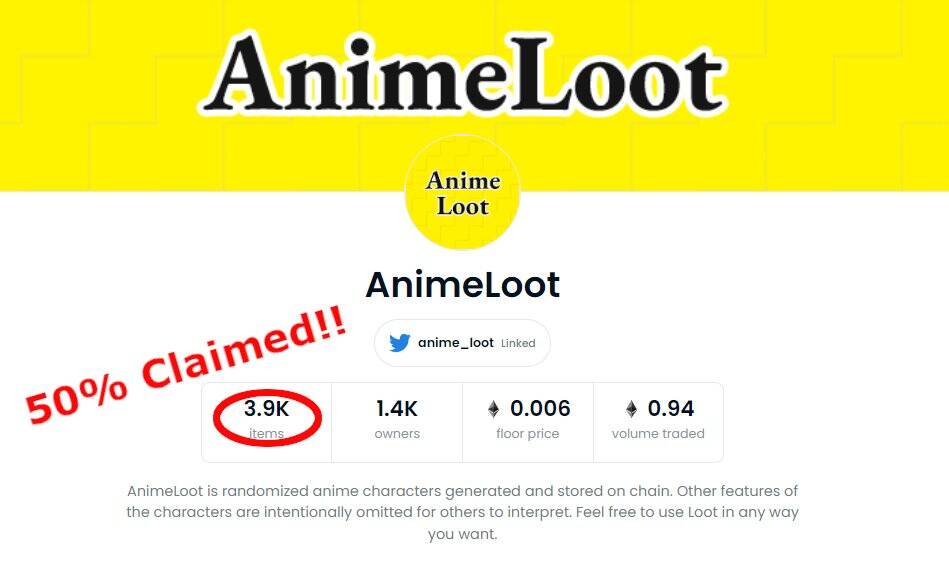 AnimeLoot
Anime
Loot
AnimeLoot
anime_loot Linked
50% Claimed!!
3.9K
items
1.4K
owners
0.006
floor price
0.94
volume traded
AnimeLoot is randomized anime characters generated and stored on chain. Other features of
the characters are intentionally omitted for others to interpret. Feel free to use Loot in any way
you want.